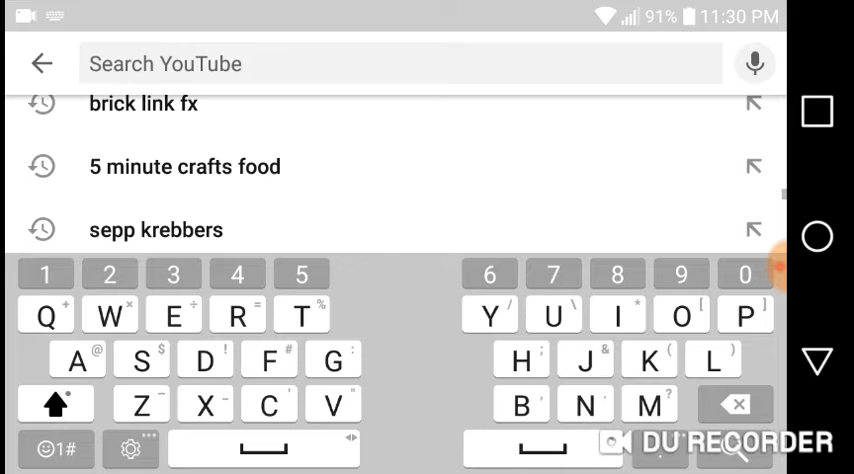 91% 11:30 PM
Search YouTube
brick link fx
5 minute crafts food
sepp krebbers
1 2 3 4 5 6 7 8 9 0
Q + W × E ÷ R = T % Y / U \ I * O [ P ]
A @ S $ D ! F # G : H ; J & K ( L )
Z - X _ C ' V " B , N . M ?
1# ... .
DU RECORDER